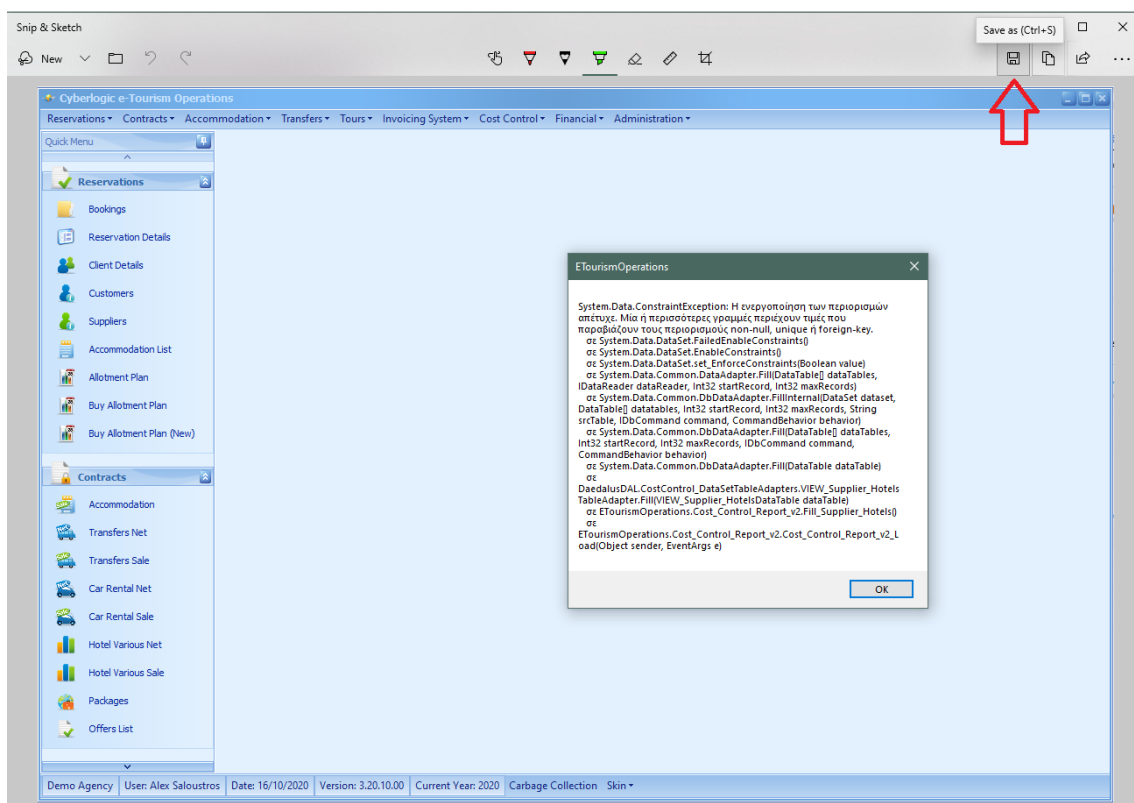 Snip & Sketch
Save as (Ctrl+S)
New
Cyberlogic e-Tourism Operations
Reservations Contracts Accommodation Transfers Tours Invoicing System Cost Control Financial Administration
Quick Menu
Reservations
Bookings
Reservation Details
Client Details
Customers
Suppliers
Accommodation List
Allotment Plan
Buy Allotment Plan
Buy Allotment Plan (New)
Contracts
Accommodation
Transfers Net
Transfers Sale
Car Rental Net
Car Rental Sale
Hotel Various Net
Hotel Various Sale
Packages
Offers List
ETourismOperations
System.Data.ConstraintException: Η ενεργοποίηση των περιορισμών
απέτυχε. Μία ή περισσότερες γραμμές περιέχουν τιμές που
παραβιάζουν τους περιορισμούς non-null, unique ή foreign-key.
σε System.Data.DataSet.FailedEnableConstraints()
σε System.Data.DataSet.EnableConstraints()
σε System.Data.DataSet.set_EnforceConstraints(Boolean value)
σε System.Data.Common.DataAdapter.Fill(DataTable[] dataTables,
IDataReader dataReader, Int32 startRecord, Int32 maxRecords)
σε System.Data.Common.DbDataAdapter.FillInternal(DataSet dataset,
DataTable[] datatables, Int32 startRecord, Int32 maxRecords, String
srcTable, IDbCommand command, CommandBehavior behavior)
σε System.Data.Common.DbDataAdapter.Fill(DataTable[] dataTables,
Int32 startRecord, Int32 maxRecords, IDbCommand command,
CommandBehavior behavior)
σε System.Data.Common.DbDataAdapter.Fill(DataTable dataTable)
σε
DaedalusDAL.CostControl_DataSetTableAdapters.VIEW_Supplier_Hotels
TableAdapter.Fill(VIEW_Supplier_HotelsDataTable dataTable)
σε ETourismOperations.Cost_Control_Report_v2.Fill_Supplier_Hotels()
σε
ETourismOperations.Cost_Control_Report_v2.Cost_Control_Report_v2_L
oad(Object sender, EventArgs e)
OK
Demo Agency User: Alex Saloustros Date: 16/10/2020 Version: 3.20.10.00 Current Year: 2020 Carbage Collection Skin